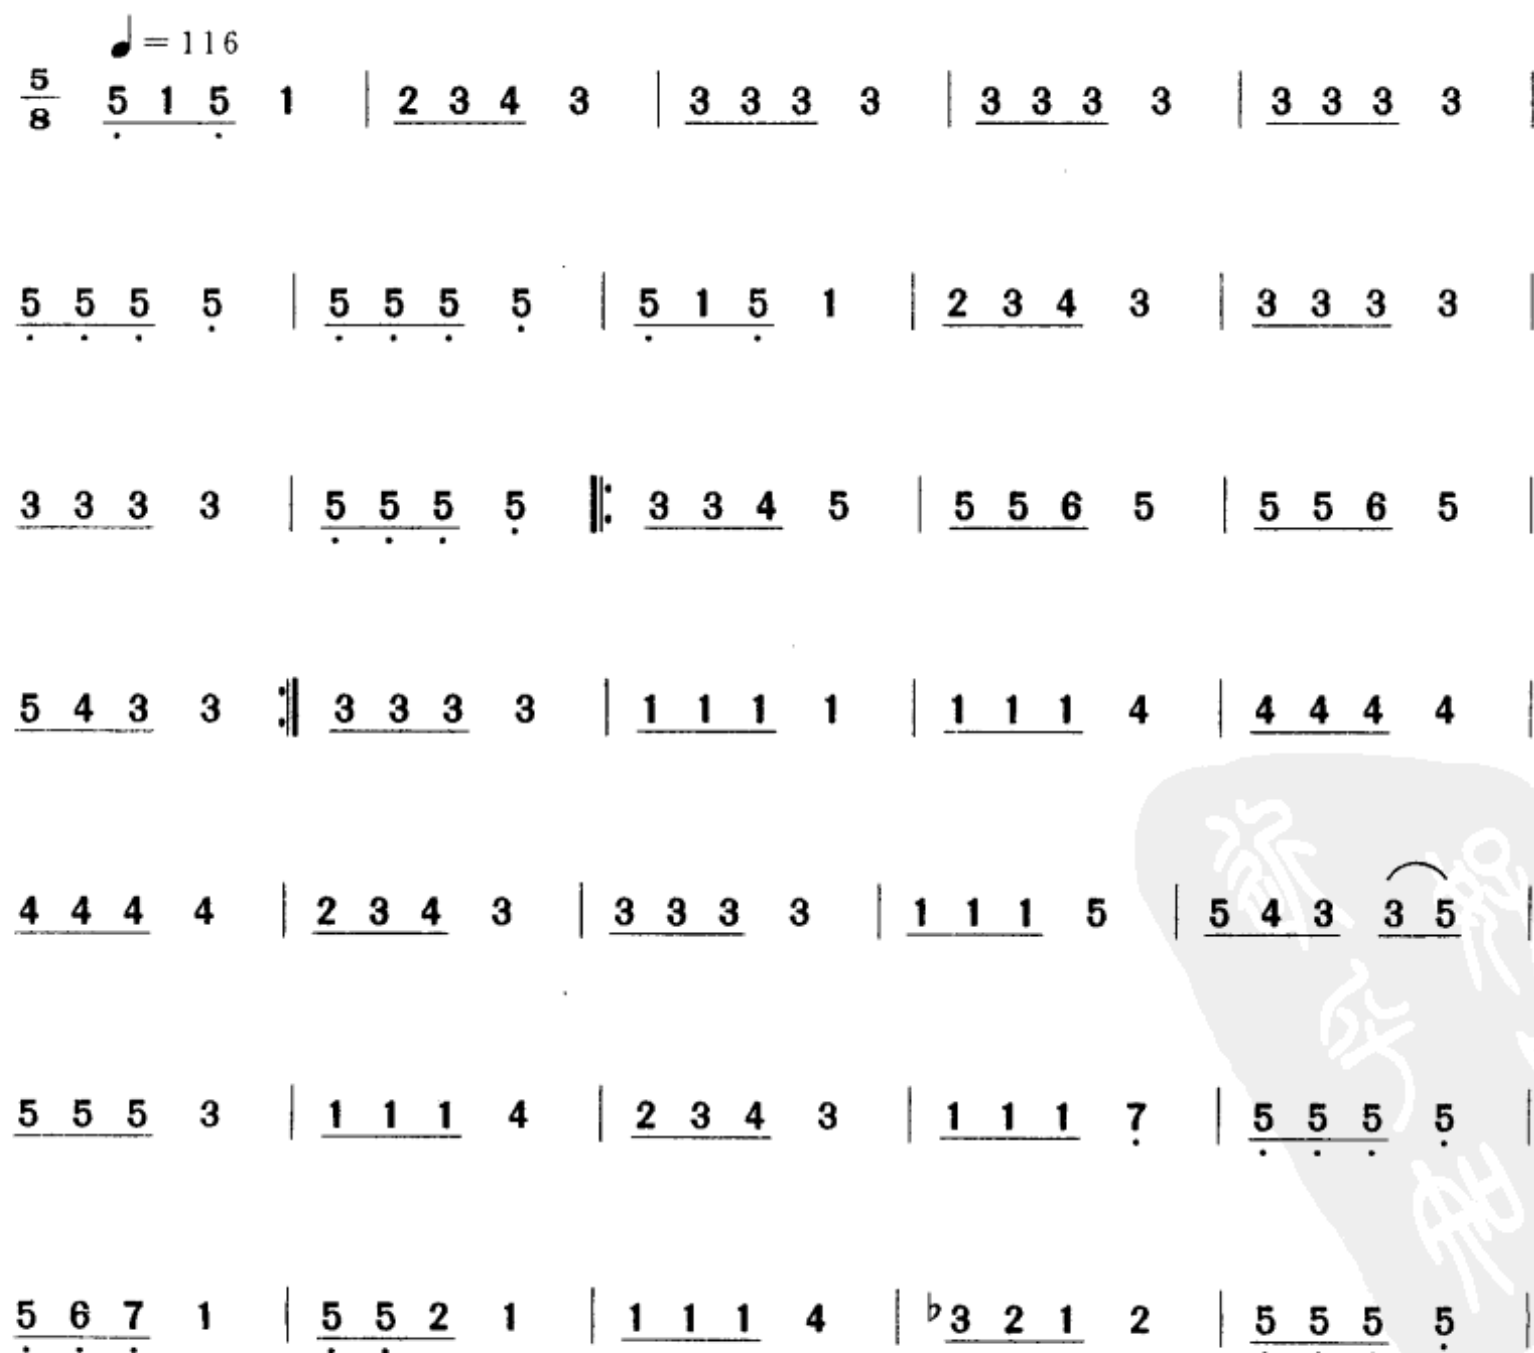 ♩= 116
5/8 5̣ 1 5̣ 1 | 2 3 4 3 | 3 3 3 3 | 3 3 3 3 | 3 3 3 3 |
5̣ 5̣ 5̣ 5̣ | 5̣ 5̣ 5̣ 5̣ | 5̣ 1 5̣ 1 | 2 3 4 3 | 3 3 3 3 |
3 3 3 3 | 5̣ 5̣ 5̣ 5̣ ‖: 3 3 4 5 | 5 5 6 5 | 5 5 6 5 |
5 4 3 3 :‖ 3 3 3 3 | 1 1 1 1 | 1 1 1 4 | 4 4 4 4 |
4 4 4 4 | 2 3 4 3 | 3 3 3 3 | 1 1 1 5 | 5 4 3 3 5 |
5 5 5 3 | 1 1 1 4 | 2 3 4 3 | 1 1 1 7̣ | 5̣ 5̣ 5̣ 5̣ |
5̣ 6̣ 7̣ 1 | 5̣ 5̣ 2 1 | 1 1 1 4 | ♭3 2 1 2 | 5̣ 5̣ 5̣ 5̣ |